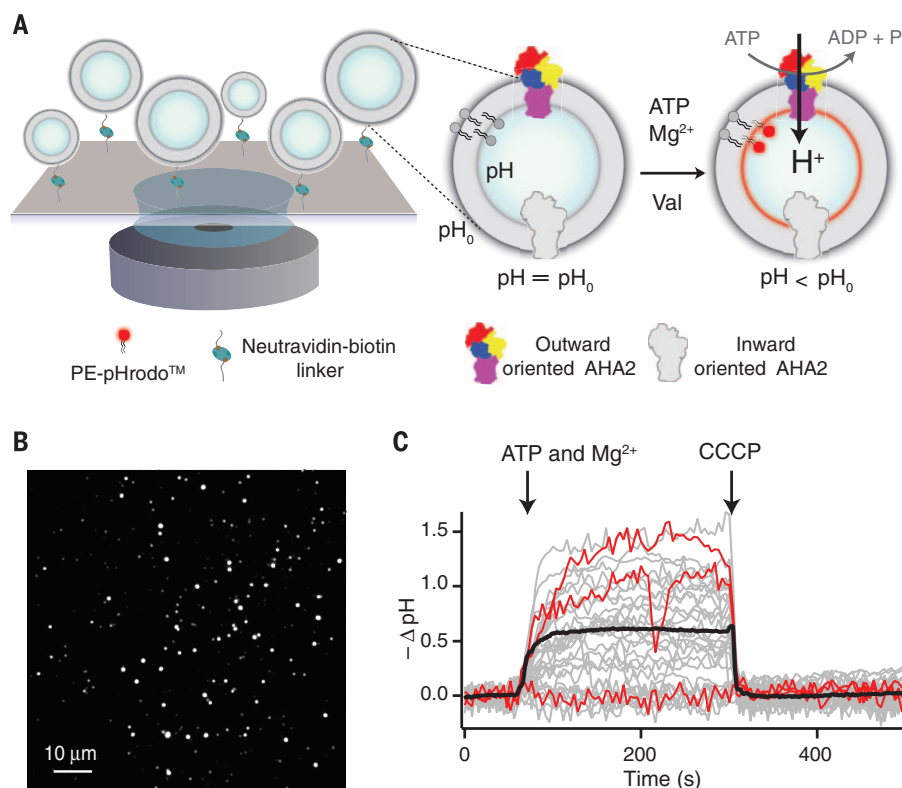 A
ATP
ADP + P
ATP
Mg²⁺
Val
pH
H⁺
pH₀
pH = pH₀
pH < pH₀
PE-pHrodo™
Neutravidin-biotin
linker
Outward
oriented AHA2
Inward
oriented AHA2
B
10 µm
C
ATP and Mg²⁺
CCCP
1.5
1.0
0.5
0.0
− Δ pH
0
200
400
Time (s)